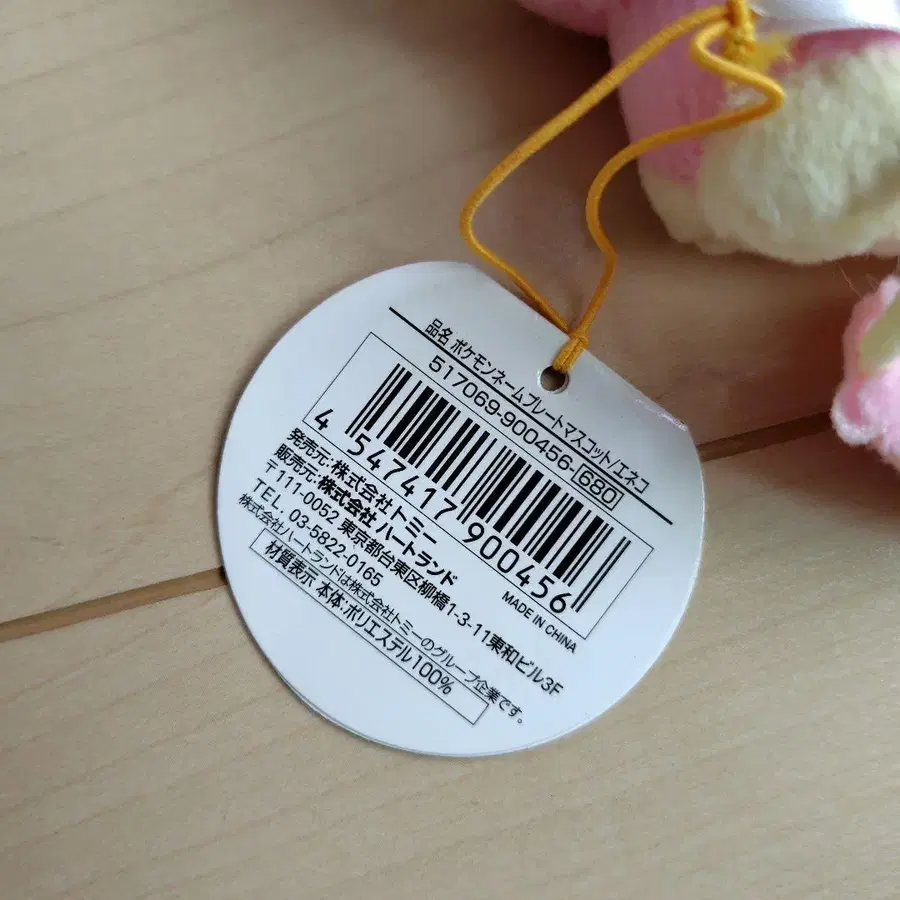 品名 ポケモンネームプレートマスコット/エネコ
517069-900456-680
4 547417 900456
MADE IN CHINA
発売元:株式会社トミー
販売元:株式会社 ハートランド
〒111-0052 東京都台東区柳橋1-3-11東和ビル3F
TEL. 03-5822-0165
株式会社ハートランドは株式会社トミーのグループ企業です。
材質表示 本体:ポリエステル100%